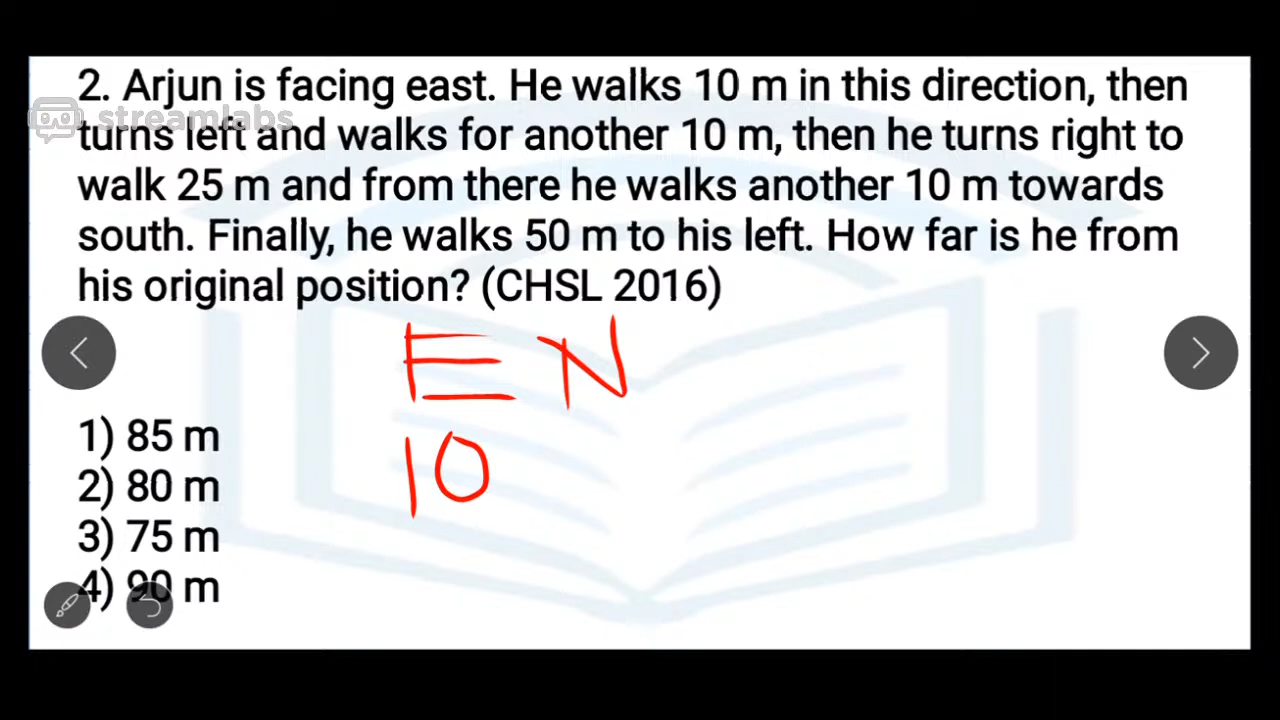 2. Arjun is facing east. He walks 10 m in this direction, then
streamlabs
turns left and walks for another 10 m, then he turns right to
walk 25 m and from there he walks another 10 m towards
south. Finally, he walks 50 m to his left. How far is he from
his original position? (CHSL 2016)
E N
10
1) 85 m
2) 80 m
3) 75 m
4) 90 m